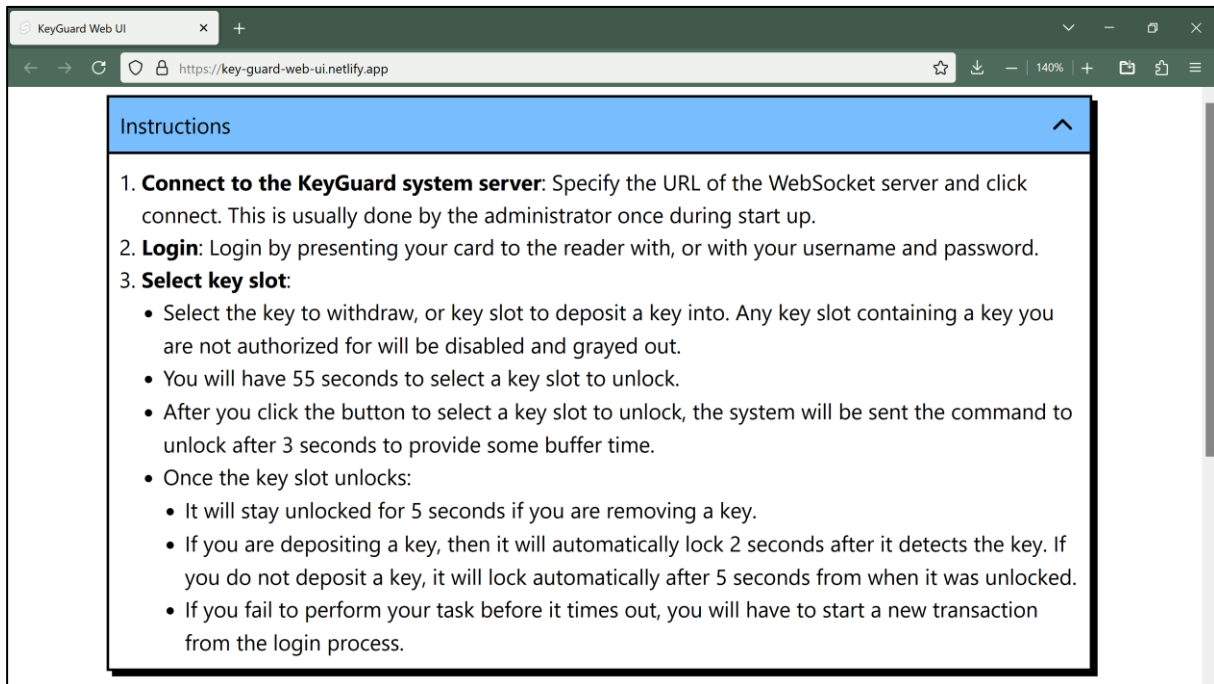 KeyGuard Web UI
https://key-guard-web-ui.netlify.app
140%
Instructions
1. Connect to the KeyGuard system server: Specify the URL of the WebSocket server and click
connect. This is usually done by the administrator once during start up.
2. Login: Login by presenting your card to the reader with, or with your username and password.
3. Select key slot:
• Select the key to withdraw, or key slot to deposit a key into. Any key slot containing a key you
are not authorized for will be disabled and grayed out.
• You will have 55 seconds to select a key slot to unlock.
• After you click the button to select a key slot to unlock, the system will be sent the command to
unlock after 3 seconds to provide some buffer time.
• Once the key slot unlocks:
• It will stay unlocked for 5 seconds if you are removing a key.
• If you are depositing a key, then it will automatically lock 2 seconds after it detects the key. If
you do not deposit a key, it will lock automatically after 5 seconds from when it was unlocked.
• If you fail to perform your task before it times out, you will have to start a new transaction
from the login process.